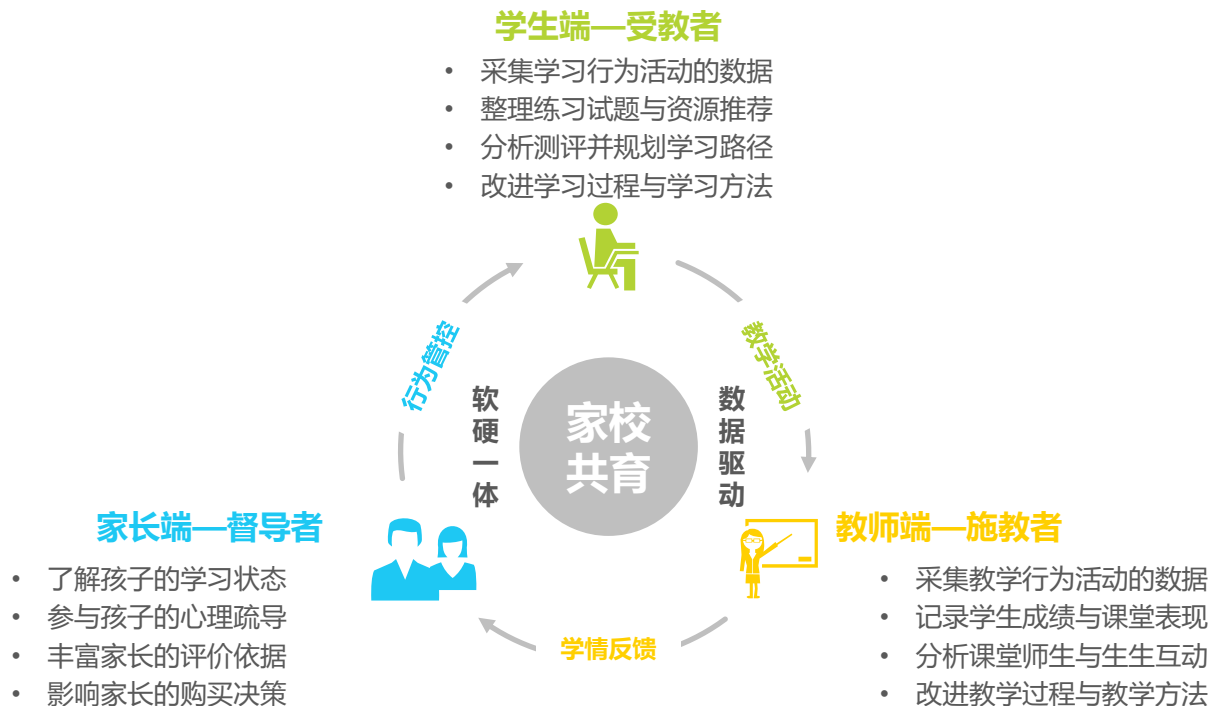 学生端—受教者
• 采集学习行为活动的数据
• 整理练习试题与资源推荐
• 分析测评并规划学习路径
• 改进学习过程与学习方法
行为管控
教学活动
软硬一体
家校
共育
数据驱动
家长端—督导者
• 了解孩子的学习状态
• 参与孩子的心理疏导
• 丰富家长的评价依据
• 影响家长的购买决策
教师端—施教者
• 采集教学行为活动的数据
• 记录学生成绩与课堂表现
• 分析课堂师生与生生互动
• 改进教学过程与教学方法
学情反馈